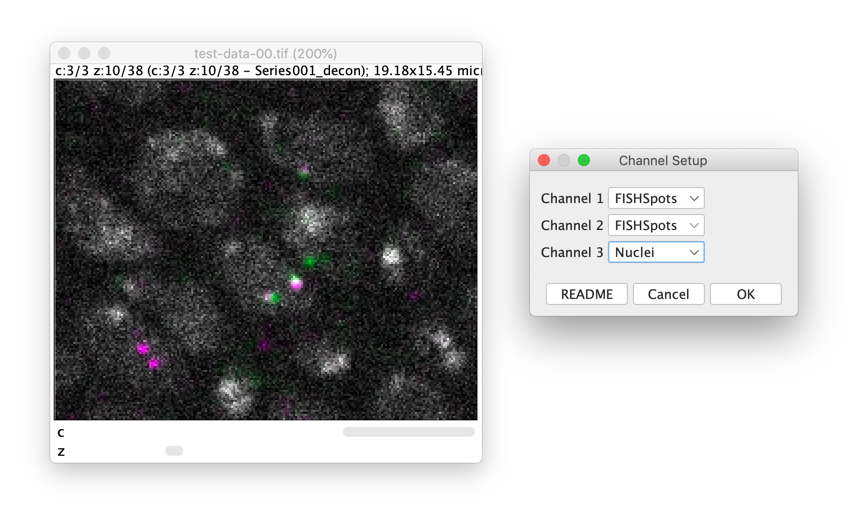 test-data-00.tif (200%)
c:3/3 z:10/38 (c:3/3 z:10/38 - Series001_decon); 19.18x15.45 micr
c
z
Channel Setup
Channel 1 FISHSpots
Channel 2 FISHSpots
Channel 3 Nuclei
README Cancel OK